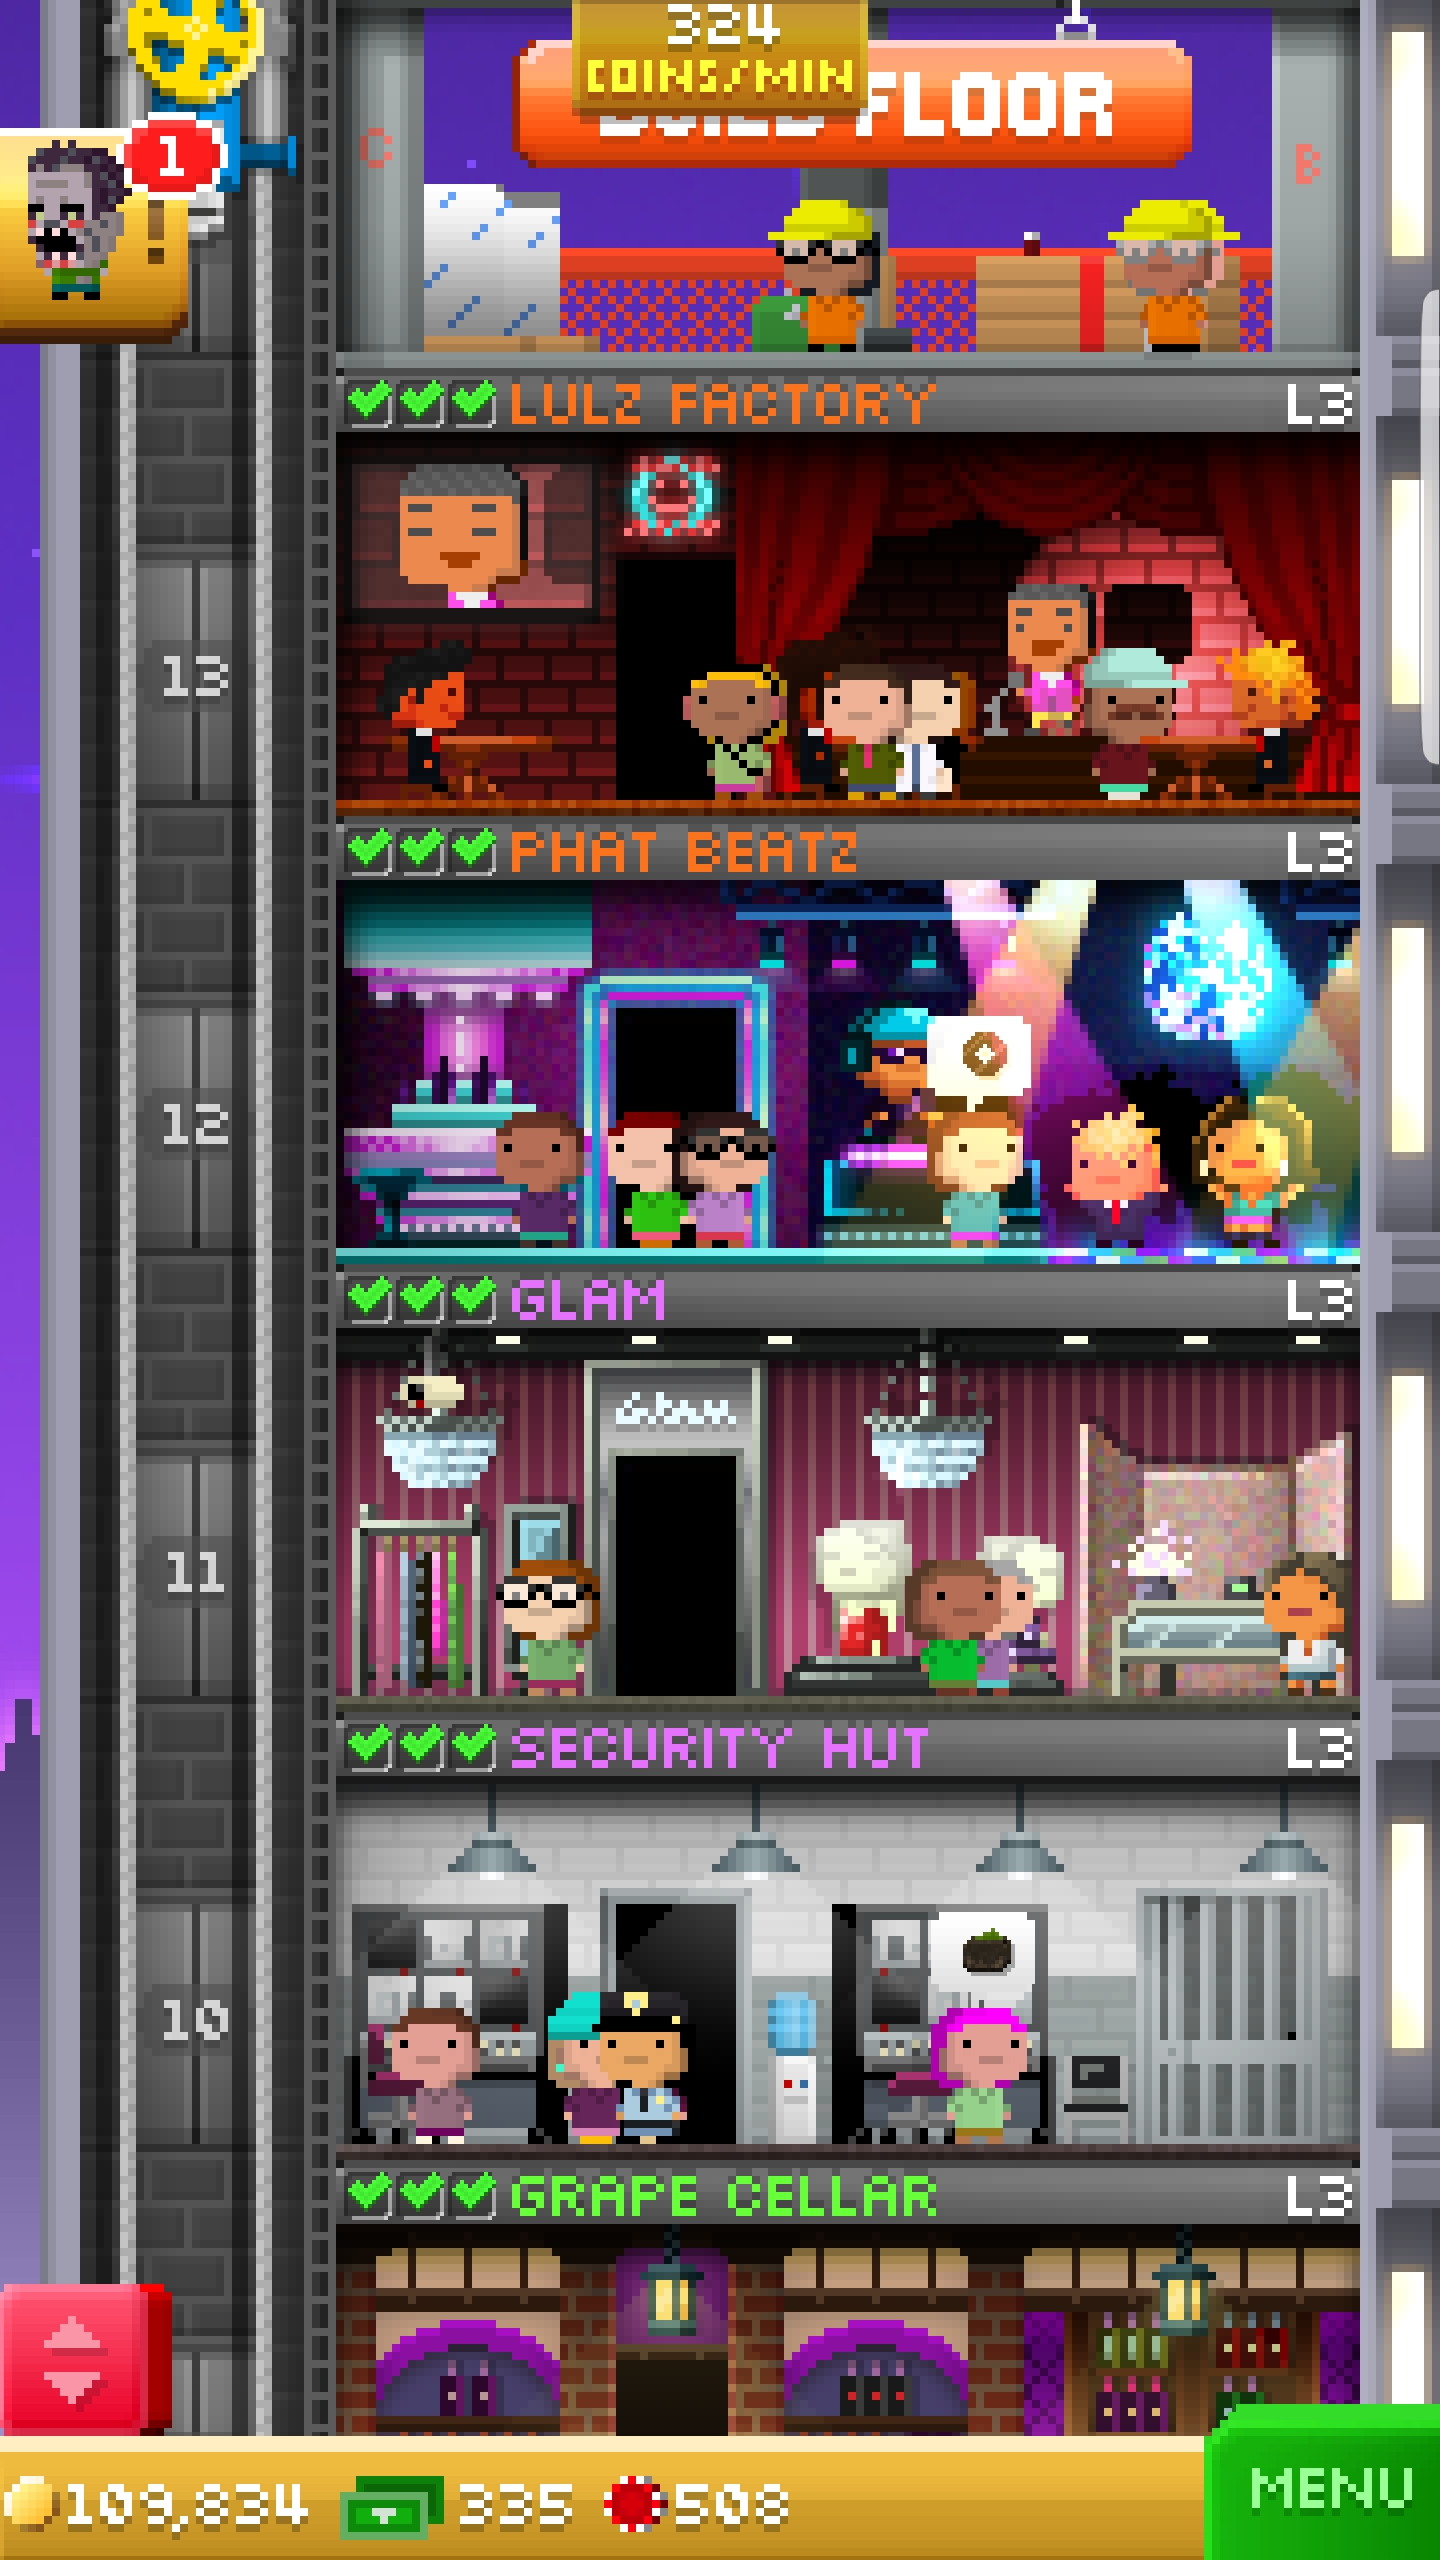 324
COINS/MIN
FLOOR
C
B
1
!
LULZ FACTORY L3
13
PHAT BEATZ L3
12
GLAM L3
Glam
11
SECURITY HUT L3
10
GRAPE CELLAR L3
109,834 335 508
MENU